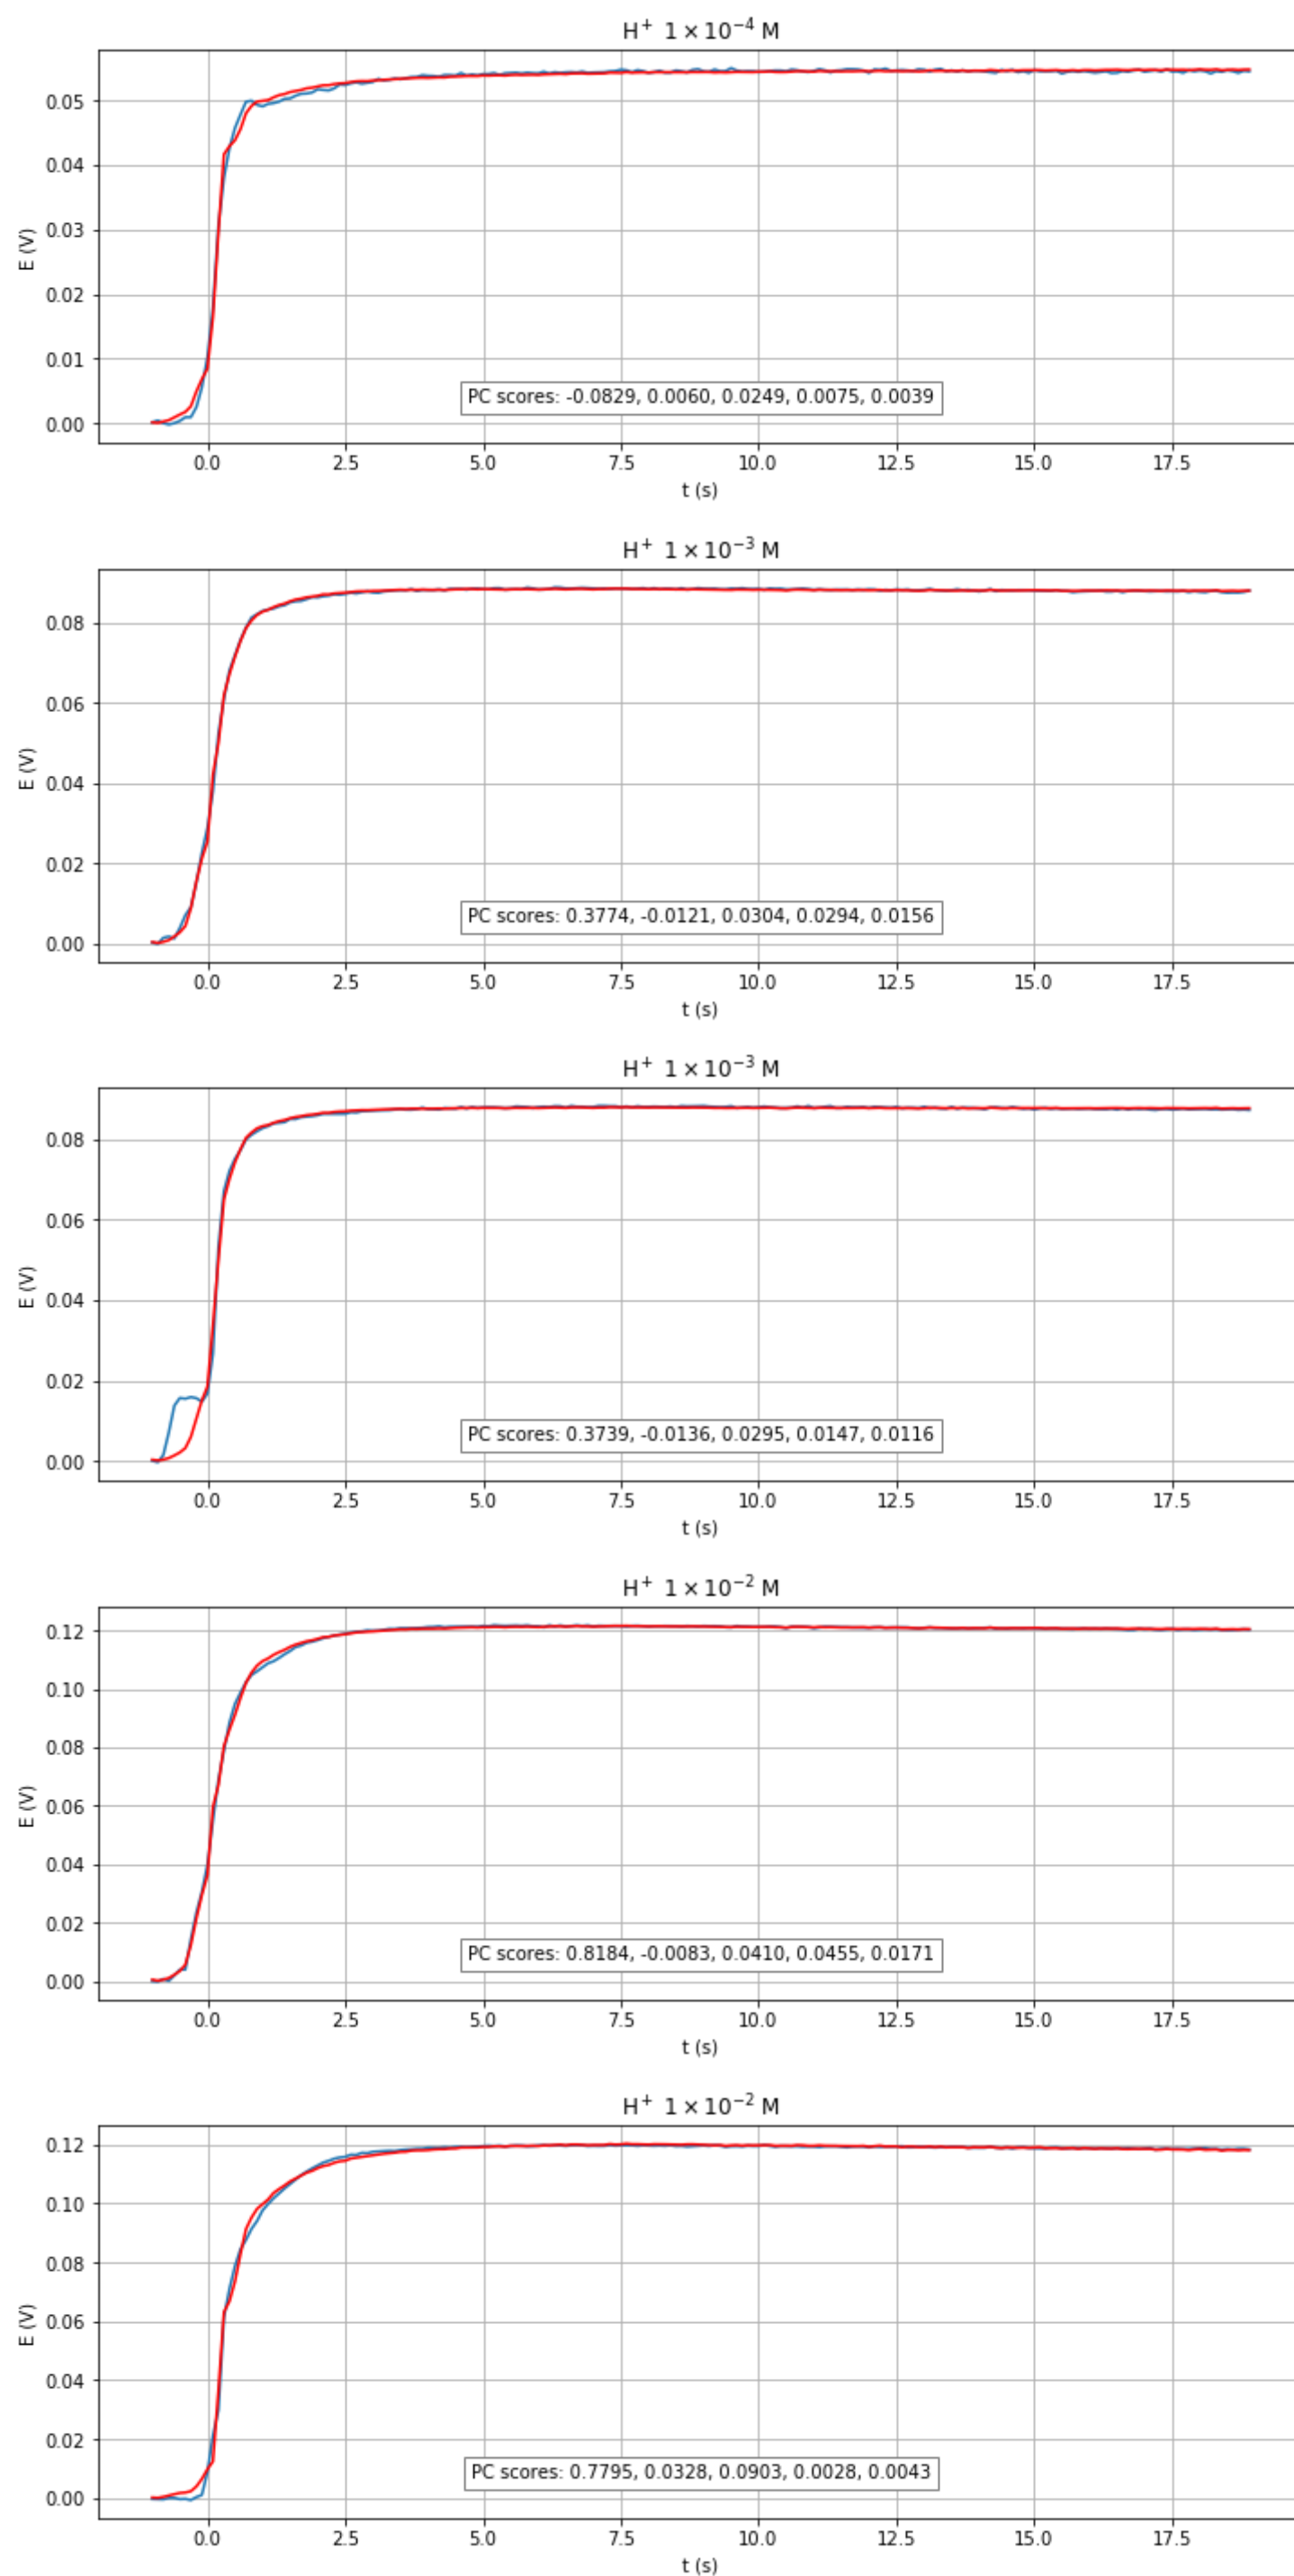 H⁺ 1 × 10⁻⁴ M
E (V)
0.05
0.04
0.03
0.02
0.01
0.00
PC scores: -0.0829, 0.0060, 0.0249, 0.0075, 0.0039
0.0 2.5 5.0 7.5 10.0 12.5 15.0 17.5
t (s)
H⁺ 1 × 10⁻³ M
E (V)
0.08
0.06
0.04
0.02
0.00
PC scores: 0.3774, -0.0121, 0.0304, 0.0294, 0.0156
0.0 2.5 5.0 7.5 10.0 12.5 15.0 17.5
t (s)
H⁺ 1 × 10⁻³ M
E (V)
0.08
0.06
0.04
0.02
0.00
PC scores: 0.3739, -0.0136, 0.0295, 0.0147, 0.0116
0.0 2.5 5.0 7.5 10.0 12.5 15.0 17.5
t (s)
H⁺ 1 × 10⁻² M
E (V)
0.12
0.10
0.08
0.06
0.04
0.02
0.00
PC scores: 0.8184, -0.0083, 0.0410, 0.0455, 0.0171
0.0 2.5 5.0 7.5 10.0 12.5 15.0 17.5
t (s)
H⁺ 1 × 10⁻² M
E (V)
0.12
0.10
0.08
0.06
0.04
0.02
0.00
PC scores: 0.7795, 0.0328, 0.0903, 0.0028, 0.0043
0.0 2.5 5.0 7.5 10.0 12.5 15.0 17.5
t (s)